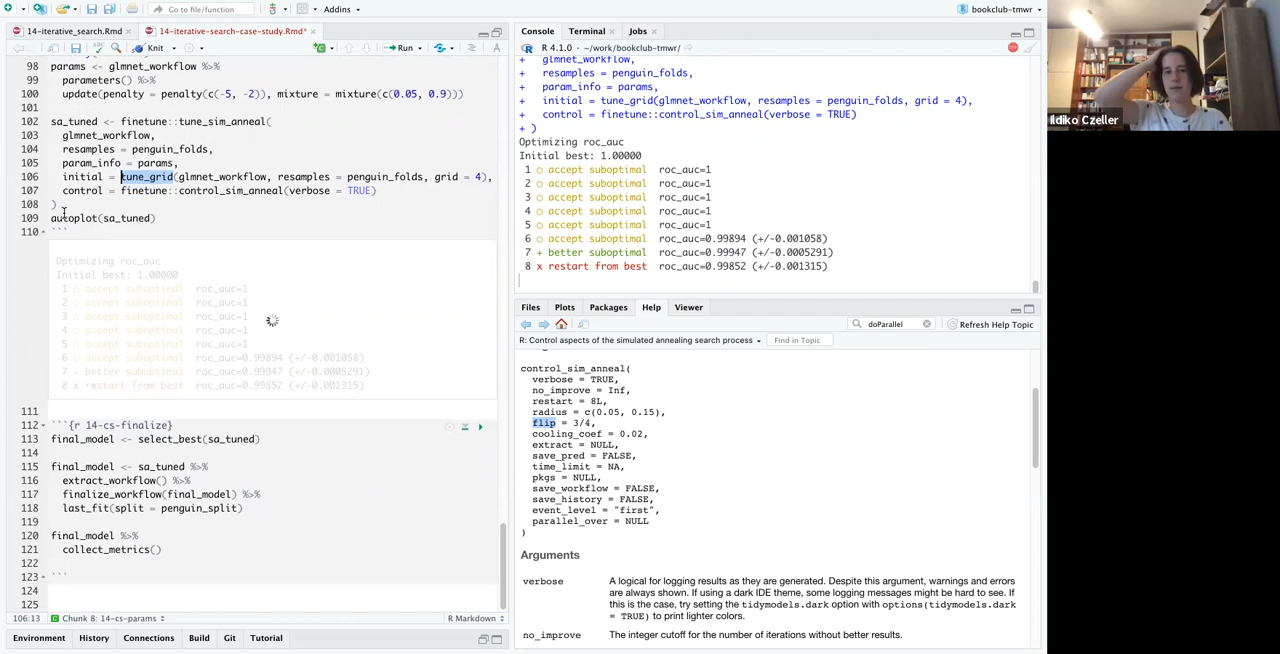 Go to file/function
Addins
bookclub-tmwr
14-iterative_search.Rmd
14-iterative-search-case-study.Rmd*
Knit
Run
98 params <- glmnet_workflow %>%
99 parameters() %>%
100 update(penalty = penalty(c(-5, -2)), mixture = mixture(c(0.05, 0.9)))
101
102 sa_tuned <- finetune::tune_sim_anneal(
103 glmnet_workflow,
104 resamples = penguin_folds,
105 param_info = params,
106 initial = tune_grid(glmnet_workflow, resamples = penguin_folds, grid = 4),
107 control = finetune::control_sim_anneal(verbose = TRUE)
108 )
109 autoplot(sa_tuned)
110 ```
Optimizing roc_auc
Initial best: 1.00000
1 ○ accept suboptimal roc_auc=1
2 ○ accept suboptimal roc_auc=1
3 ○ accept suboptimal roc_auc=1
4 ○ accept suboptimal roc_auc=1
5 ○ accept suboptimal roc_auc=1
6 ○ accept suboptimal roc_auc=0.99894 (+/-0.001058)
7 + better suboptimal roc_auc=0.99947 (+/-0.0005291)
8 x restart from best roc_auc=0.99852 (+/-0.001315)
111
112 ```{r 14-cs-finalize}
113 final_model <- select_best(sa_tuned)
114
115 final_model <- sa_tuned %>%
116 extract_workflow() %>%
117 finalize_workflow(final_model) %>%
118 last_fit(split = penguin_split)
119
120 final_model %>%
121 collect_metrics()
122
123 ```
124
125
106:13
Chunk 8: 14-cs-params
R Markdown
Environment
History
Connections
Build
Git
Tutorial
Console
Terminal
Jobs
R 4.1.0 · ~/work/bookclub-tmwr/
+ glmnet_workflow,
+ resamples = penguin_folds,
+ param_info = params,
+ initial = tune_grid(glmnet_workflow, resamples = penguin_folds, grid = 4),
+ control = finetune::control_sim_anneal(verbose = TRUE)
+ )
Optimizing roc_auc
Initial best: 1.00000
1 ○ accept suboptimal roc_auc=1
2 ○ accept suboptimal roc_auc=1
3 ○ accept suboptimal roc_auc=1
4 ○ accept suboptimal roc_auc=1
5 ○ accept suboptimal roc_auc=1
6 ○ accept suboptimal roc_auc=0.99894 (+/-0.001058)
7 + better suboptimal roc_auc=0.99947 (+/-0.0005291)
8 x restart from best roc_auc=0.99852 (+/-0.001315)
Files
Plots
Packages
Help
Viewer
doParallel
Refresh Help Topic
R: Control aspects of the simulated annealing search process
Find in Topic
control_sim_anneal(
verbose = TRUE,
no_improve = Inf,
restart = 8L,
radius = c(0.05, 0.15),
flip = 3/4,
cooling_coef = 0.02,
extract = NULL,
save_pred = FALSE,
time_limit = NA,
pkgs = NULL,
save_workflow = FALSE,
save_history = FALSE,
event_level = "first",
parallel_over = NULL
)
Arguments
verbose A logical for logging results as they are generated. Despite this argument, warnings and errors
are always shown. If using a dark IDE theme, some logging messages might be hard to see. If
this is the case, try setting the tidymodels.dark option with options(tidymodels.dark
= TRUE) to print lighter colors.
no_improve The integer cutoff for the number of iterations without better results.
Ildiko Czeller